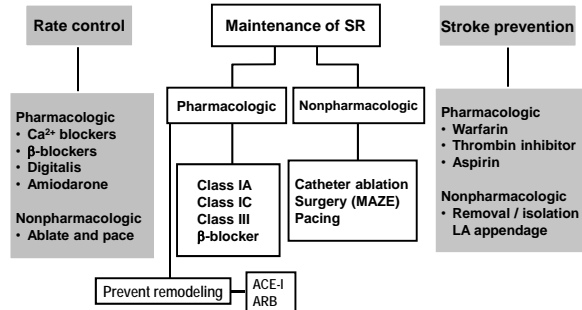 Rate control
Pharmacologic
• Ca²⁺ blockers
• β-blockers
• Digitalis
• Amiodarone
Nonpharmacologic
• Ablate and pace
Maintenance of SR
Pharmacologic
Nonpharmacologic
Class IA
Class IC
Class III
β-blocker
Catheter ablation
Surgery (MAZE)
Pacing
Prevent remodeling
ACE-I
ARB
Stroke prevention
Pharmacologic
• Warfarin
• Thrombin inhibitor
• Aspirin
Nonpharmacologic
• Removal / isolation
LA appendage